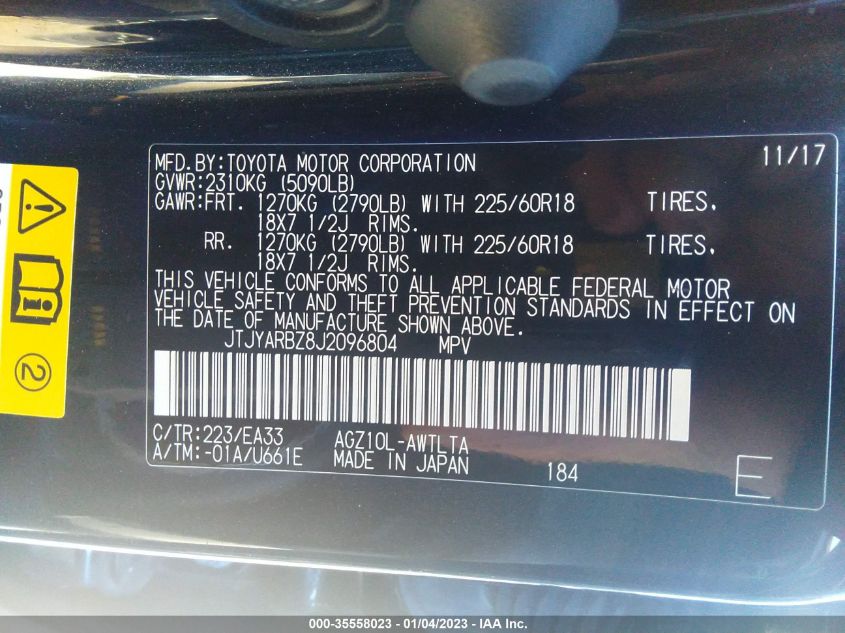 MFD.BY:TOYOTA MOTOR CORPORATION 11/17
GVWR:2310KG (5090LB)
GAWR:FRT. 1270KG (2790LB) WITH 225/60R18 TIRES.
18X7 1/2J RIMS.
RR. 1270KG (2790LB) WITH 225/60R18 TIRES.
18X7 1/2J RIMS.
THIS VEHICLE CONFORMS TO ALL APPLICABLE FEDERAL MOTOR
VEHICLE SAFETY AND THEFT PREVENTION STANDARDS IN EFFECT ON
THE DATE OF MANUFACTURE SHOWN ABOVE.
JTJYARBZ8J2096804 MPV
C/TR:223/EA33 AGZ10L-AWTLTA
A/TM:-01A/U661E MADE IN JAPAN 184 E
2
000-35558023 - 01/04/2023 - IAA Inc.